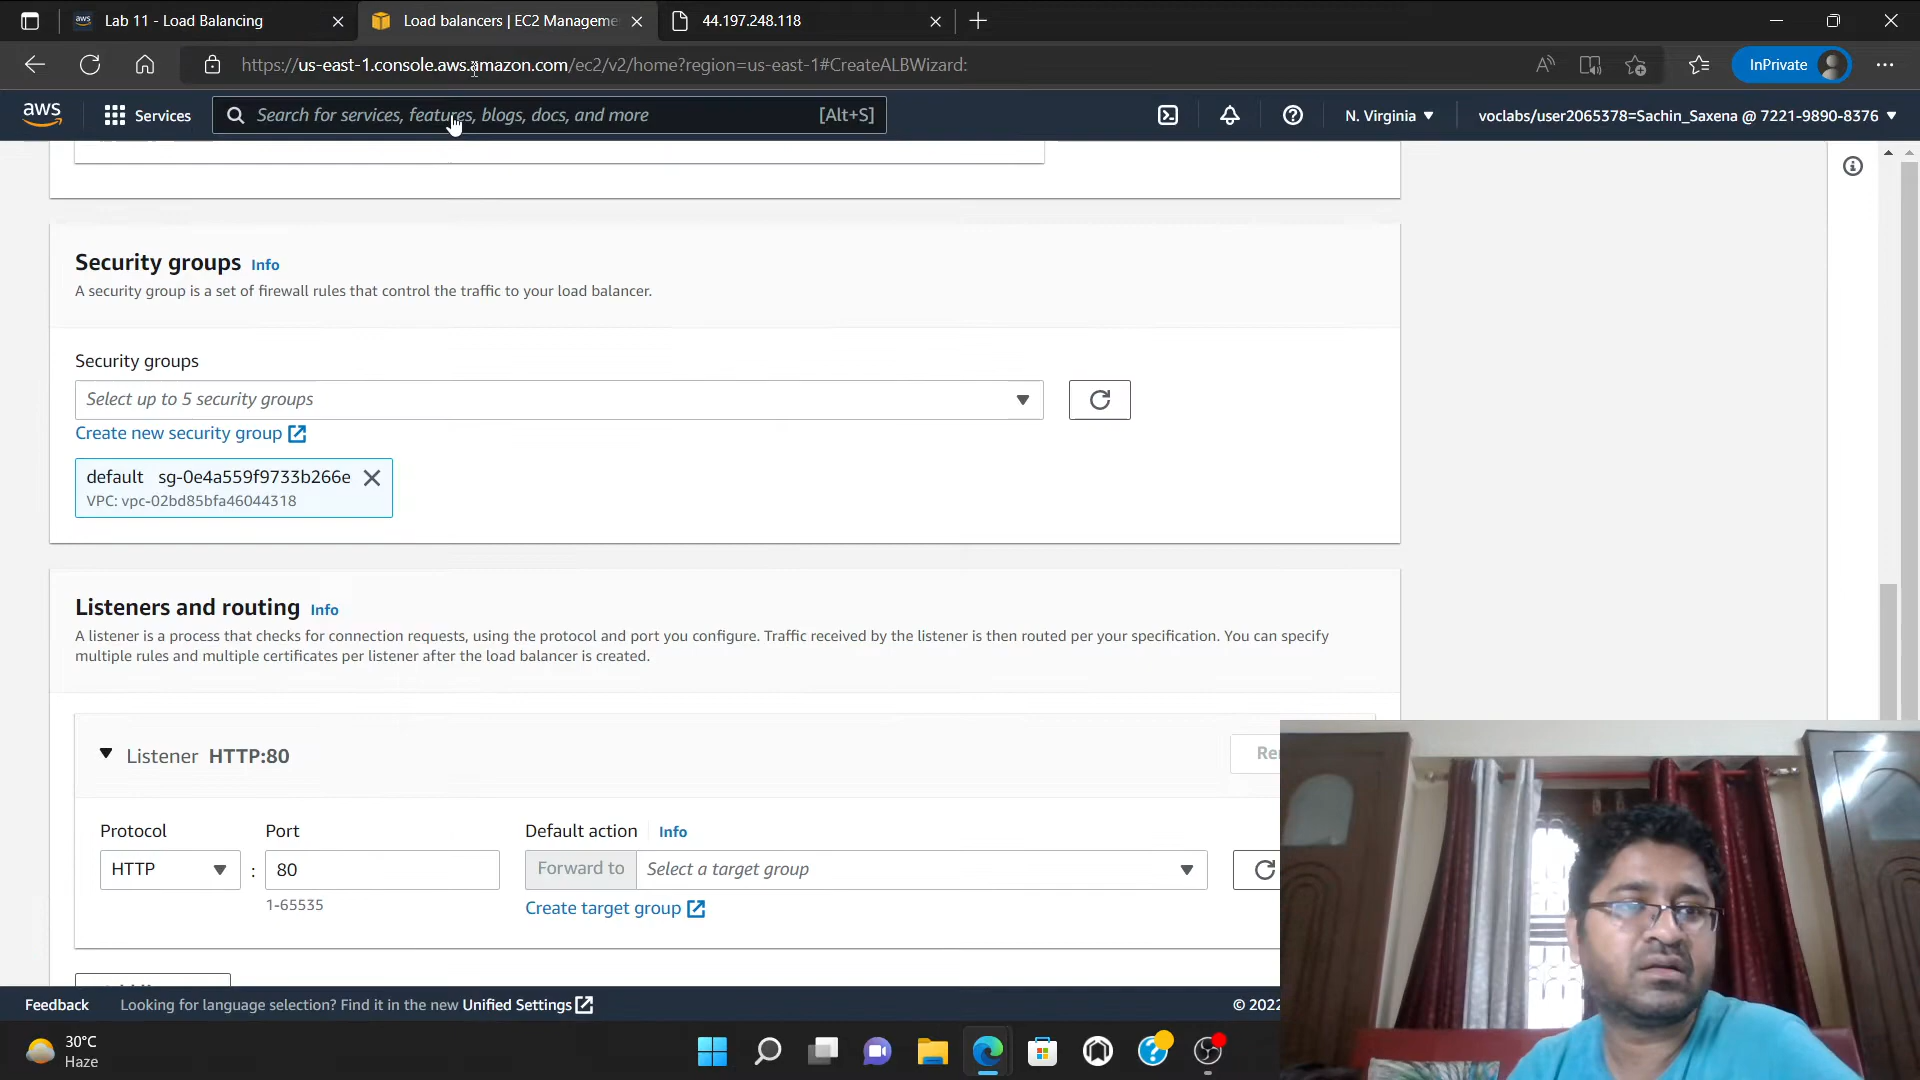 Lab 11 - Load Balancing
Load balancers | EC2 Manageme
44.197.248.118
https://us-east-1.console.aws.amazon.com/ec2/v2/home?region=us-east-1#CreateALBWizard:
InPrivate
aws
Services
Search for services, features, blogs, docs, and more
[Alt+S]
N. Virginia
voclabs/user2065378=Sachin_Saxena @ 7221-9890-8376
Security groups Info
A security group is a set of firewall rules that control the traffic to your load balancer.
Security groups
Select up to 5 security groups
Create new security group
default sg-0e4a559f9733b266e
VPC: vpc-02bd85bfa46044318
Listeners and routing Info
A listener is a process that checks for connection requests, using the protocol and port you configure. Traffic received by the listener is then routed per your specification. You can specify
multiple rules and multiple certificates per listener after the load balancer is created.
Listener HTTP:80
Protocol
Port
Default action
Info
HTTP
:
80
Forward to
Select a target group
1-65535
Create target group
Feedback
Looking for language selection? Find it in the new Unified Settings
© 2022
30°C
Haze